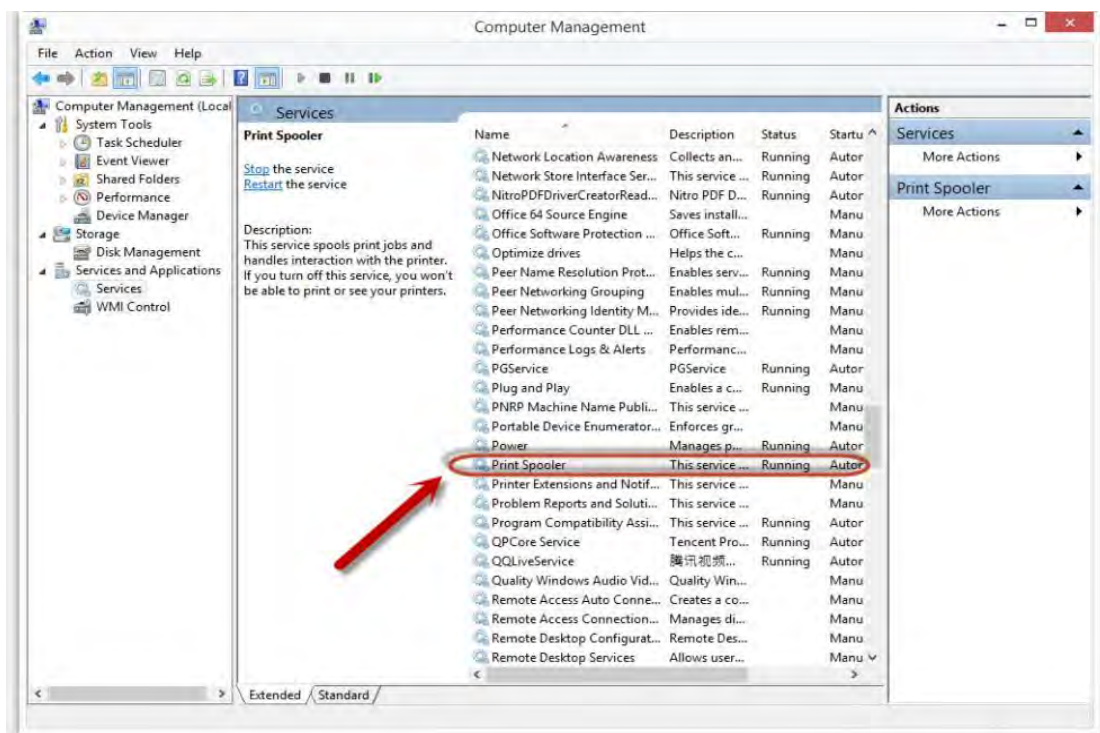 Computer Management
File Action View Help
Computer Management (Local
System Tools
Task Scheduler
Event Viewer
Shared Folders
Performance
Device Manager
Storage
Disk Management
Services and Applications
Services
WMI Control
Services
Print Spooler
Stop the service
Restart the service
Description:
This service spools print jobs and
handles interaction with the printer.
If you turn off this service, you won't
be able to print or see your printers.
Name Description Status Startu
Network Location Awareness Collects an... Running Autor
Network Store Interface Ser... This service ... Running Autor
NitroPDFDriverCreatorRead... Nitro PDF D... Running Autor
Office 64 Source Engine Saves install... Manu
Office Software Protection ... Office Soft... Running Manu
Optimize drives Helps the c... Manu
Peer Name Resolution Prot... Enables serv... Running Manu
Peer Networking Grouping Enables mul... Running Manu
Peer Networking Identity M... Provides ide... Running Manu
Performance Counter DLL ... Enables rem... Manu
Performance Logs & Alerts Performanc... Manu
PGService PGService Running Autor
Plug and Play Enables a c... Running Manu
PNRP Machine Name Publi... This service ... Manu
Portable Device Enumerator... Enforces gr... Manu
Power Manages p... Running Autor
Print Spooler This service ... Running Autor
Printer Extensions and Notif... This service ... Manu
Problem Reports and Soluti... This service ... Manu
Program Compatibility Assi... This service ... Running Autor
QPCore Service Tencent Pro... Running Autor
QQLiveService 腾讯视频... Running Autor
Quality Windows Audio Vid... Quality Win... Manu
Remote Access Auto Conne... Creates a co... Manu
Remote Access Connection... Manages di... Manu
Remote Desktop Configurat... Remote Des... Manu
Remote Desktop Services Allows user... Manu
Extended Standard
Actions
Services
More Actions
Print Spooler
More Actions